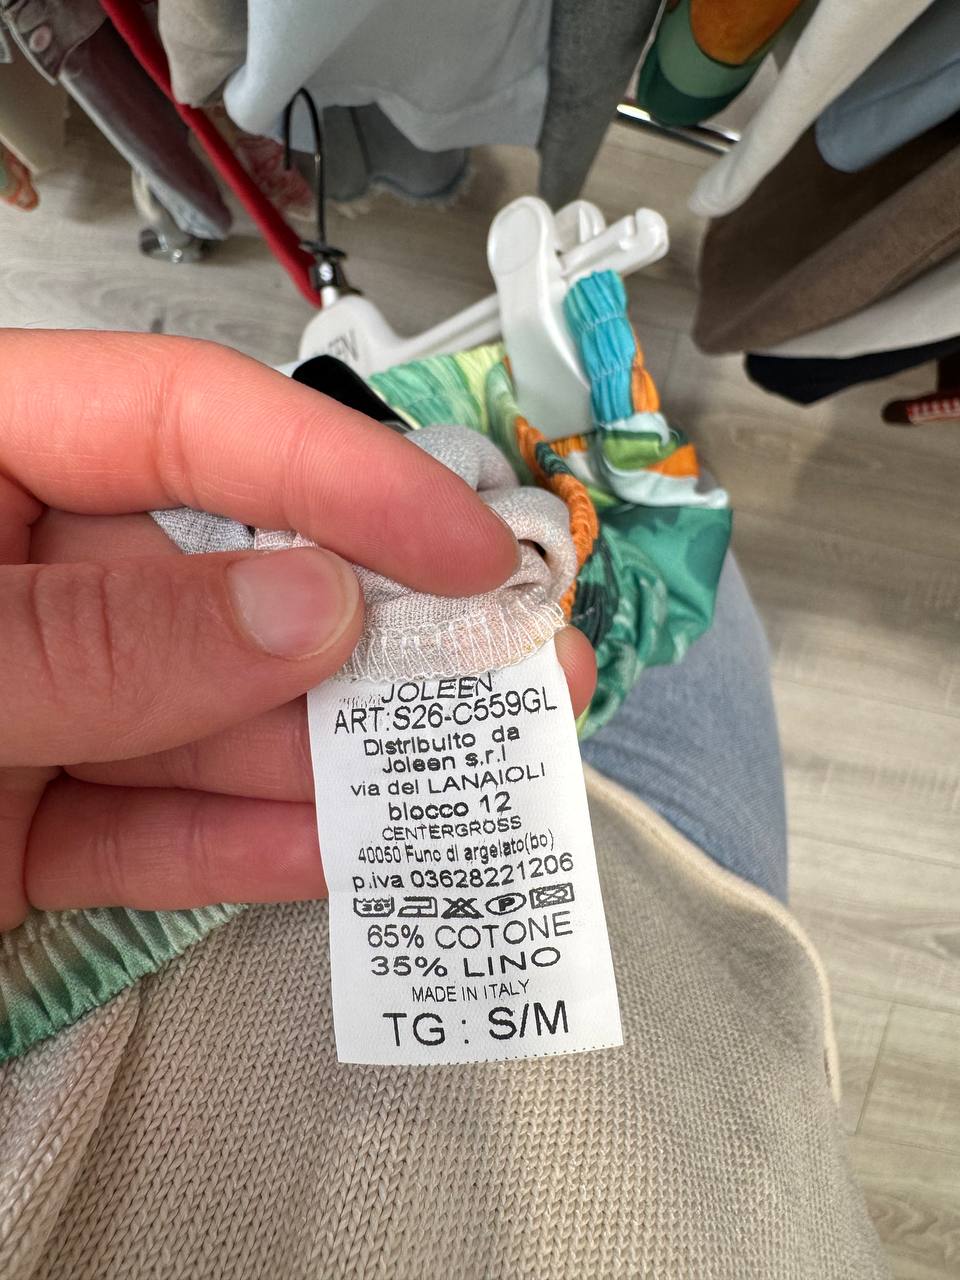 JOLEEN
ART:S26-C559GL
Distribuito da
Joleen s.r.l
via dei LANAIOLI
blocco 12
CENTERGROSS
40050 Funo di argelato(bo)
p.iva 03628221206
65% COTONE
35% LINO
MADE IN ITALY
TG : S/M